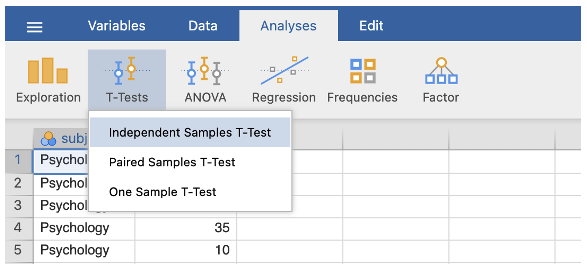 Variables Data Analyses Edit
Exploration T-Tests ANOVA Regression Frequencies Factor
subj
Independent Samples T-Test
1 Psychol
Paired Samples T-Test
2 Psychol
One Sample T-Test
3 Psychol
4 Psychology 35
5 Psychology 10